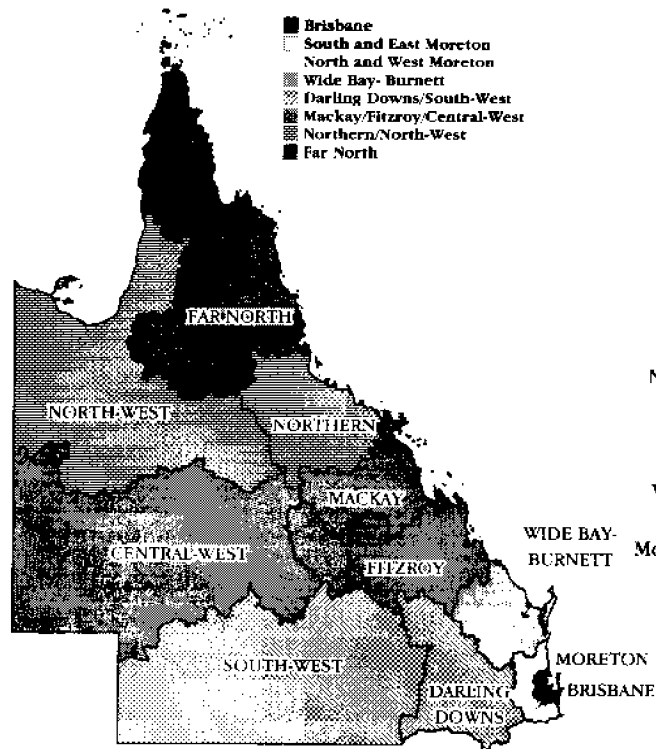 Brisbane
South and East Moreton
North and West Moreton
Wide Bay- Burnett
Darling Downs/South-West
Mackay/Fitzroy/Central-West
Northern/North-West
Far North
FAR NORTH
NORTH-WEST
NORTHERN
MACKAY
CENTRAL-WEST
FITZROY
WIDE BAY-
BURNETT
SOUTH-WEST
MORETON
DARLING
DOWNS
BRISBANE